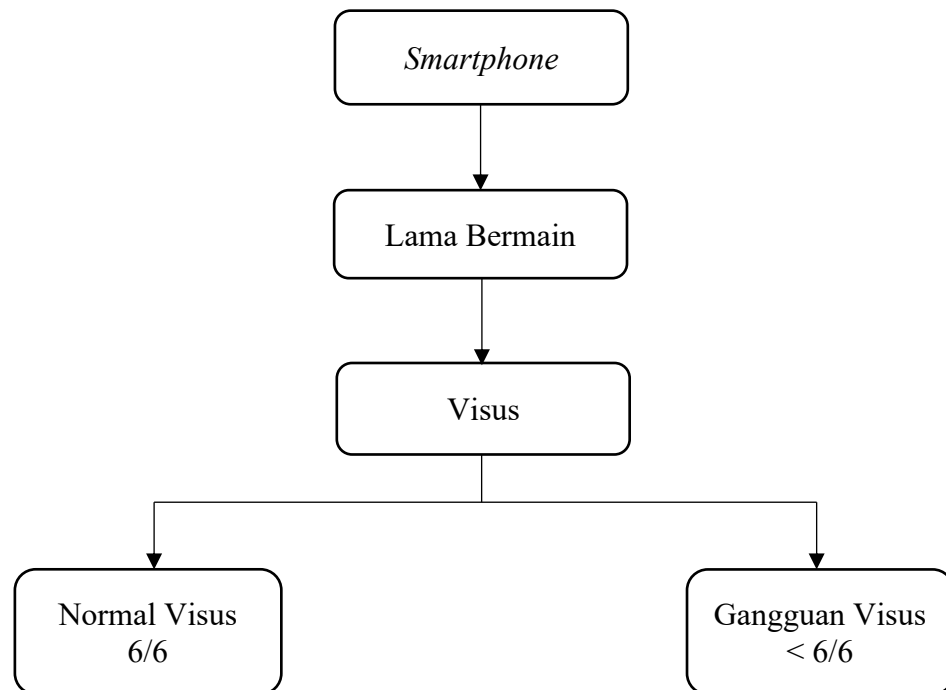 Smartphone
Lama Bermain
Visus
Normal Visus
6/6
Gangguan Visus
< 6/6